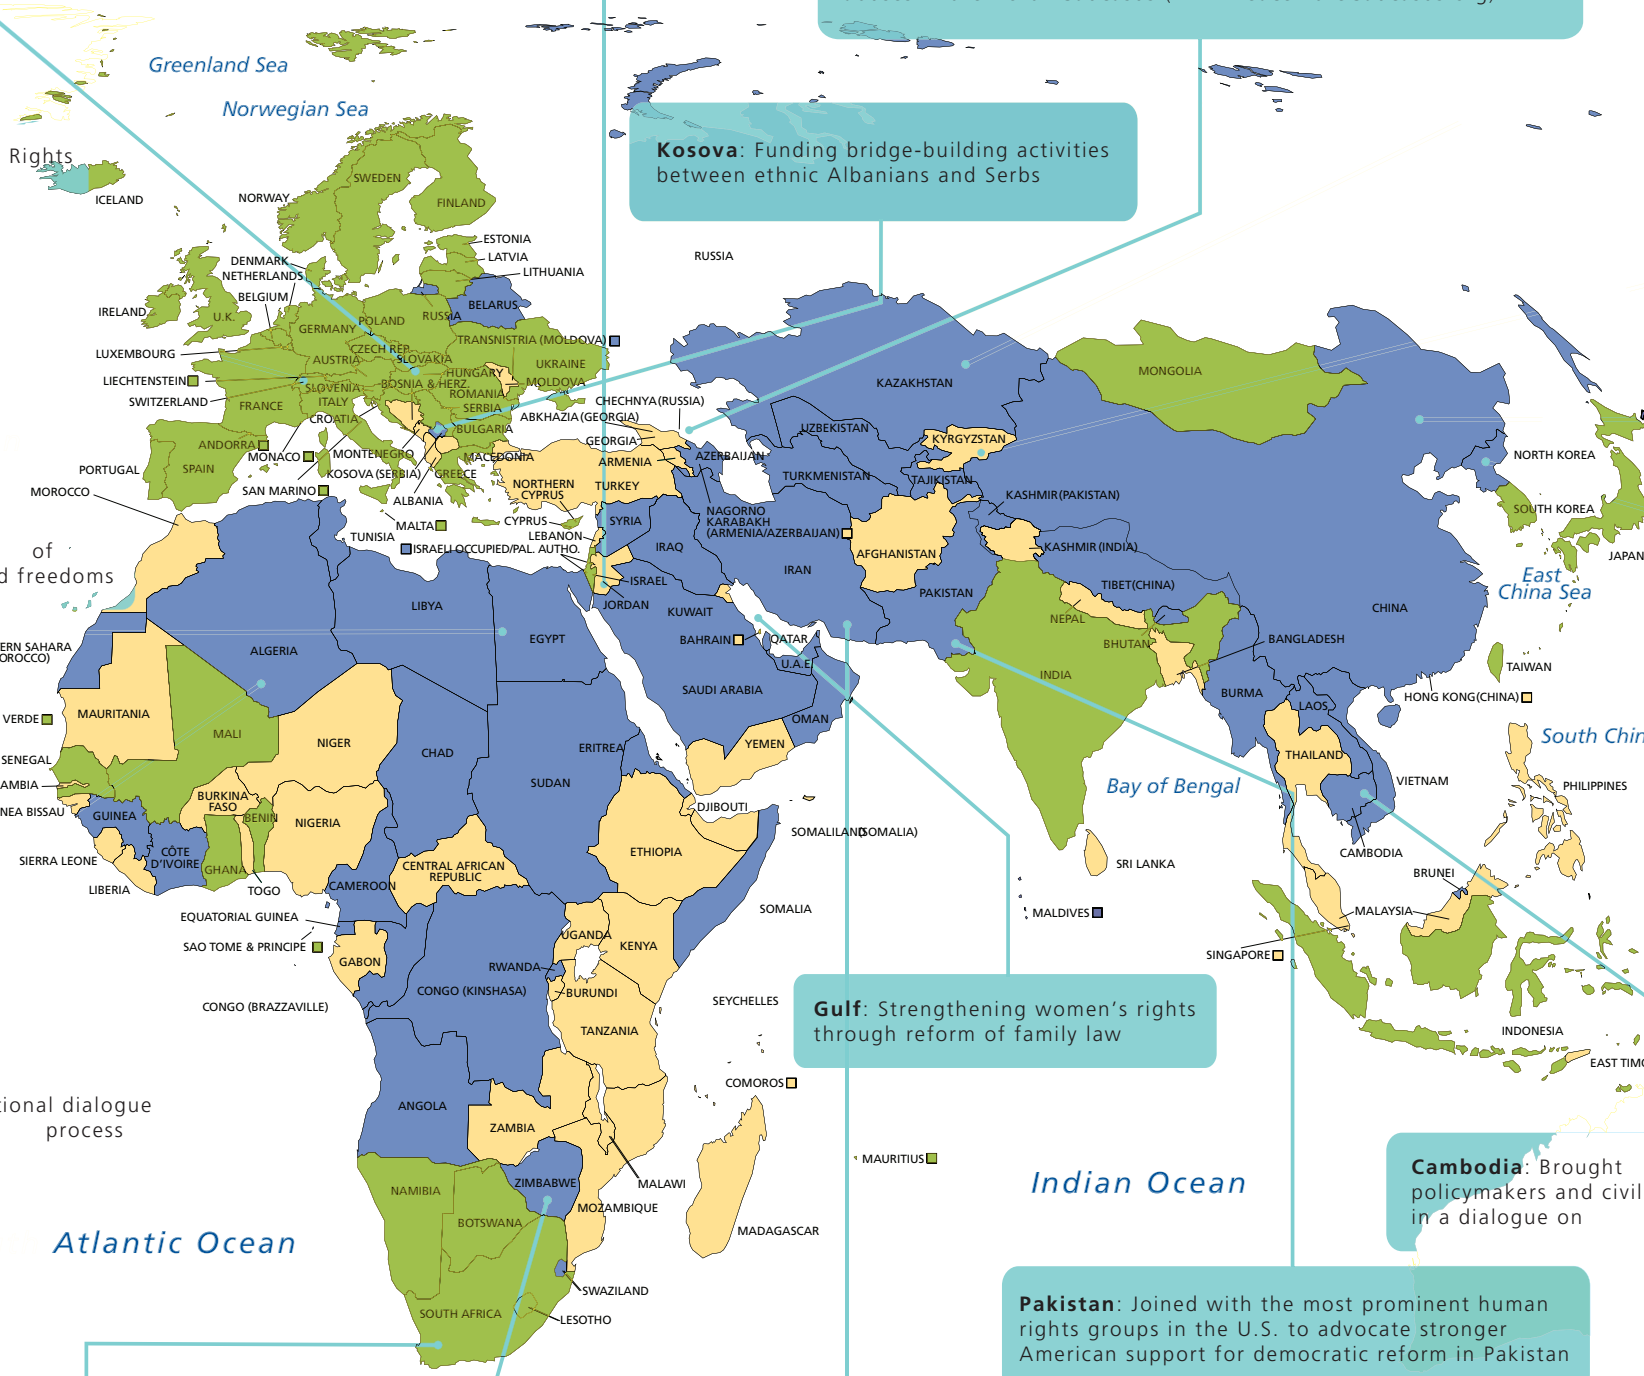 Greenland Sea
Norwegian Sea
Rights
ICELAND
Kosova: Funding bridge-building activities
between ethnic Albanians and Serbs
NORWAY
SWEDEN
FINLAND
ESTONIA
LATVIA
LITHUANIA
RUSSIA
DENMARK
NETHERLANDS
BELGIUM
IRELAND
U.K.
BELARUS
RUSSIA
POLAND
GERMANY
LUXEMBOURG
CZECH REP.
SLOVAKIA
AUSTRIA
TRANSNISTRIA (MOLDOVA)
UKRAINE
LIECHTENSTEIN
SWITZERLAND
SLOVENIA
HUNGARY
BOSNIA & HERZ.
MOLDOVA
ROMANIA
FRANCE
ITALY
CROATIA
SERBIA
BULGARIA
CHECHNYA (RUSSIA)
ABKHAZIA (GEORGIA)
GEORGIA
KAZAKHSTAN
MONGOLIA
UZBEKISTAN
KYRGYZSTAN
ANDORRA
MONACO
MONTENEGRO
MACEDONIA
ARMENIA
AZERBAIJAN
NORTH KOREA
PORTUGAL
SPAIN
KOSOVA (SERBIA)
GREECE
TURKMENISTAN
TAJIKISTAN
MOROCCO
SAN MARINO
ALBANIA
NORTHERN
CYPRUS
TURKEY
KASHMIR (PAKISTAN)
SOUTH KOREA
MALTA
CYPRUS
SYRIA
NAGORNO
KARABAKH
(ARMENIA/AZERBAIJAN)
TUNISIA
LEBANON
ISRAELI OCCUPIED/PAL. AUTHO.
IRAQ
AFGHANISTAN
KASHMIR (INDIA)
JAPAN
of
d freedoms
ISRAEL
IRAN
PAKISTAN
TIBET(CHINA)
East
China Sea
JORDAN
KUWAIT
LIBYA
EGYPT
ALGERIA
CHINA
NEPAL
ERN SAHARA
OROCCO)
BAHRAIN
QATAR
U.A.E.
BHUTAN
BANGLADESH
TAIWAN
INDIA
SAUDI ARABIA
BURMA
HONG KONG(CHINA)
LAOS
VERDE
MAURITANIA
MALI
NIGER
CHAD
ERITREA
YEMEN
OMAN
THAILAND
South Chin
SENEGAL
SUDAN
Bay of Bengal
VIETNAM
PHILIPPINES
AMBIA
NEA BISSAU
BURKINA
FASO
GUINEA
BENIN
NIGERIA
DJIBOUTI
SOMALILAND(SOMALIA)
CÔTE
D'IVOIRE
GHANA
SIERRA LEONE
LIBERIA
TOGO
CENTRAL AFRICAN
REPUBLIC
CAMEROON
ETHIOPIA
SRI LANKA
CAMBODIA
BRUNEI
EQUATORIAL GUINEA
SOMALIA
MALDIVES
MALAYSIA
SAO TOME & PRINCIPE
GABON
UGANDA
KENYA
SINGAPORE
RWANDA
CONGO (KINSHASA)
BURUNDI
CONGO (BRAZZAVILLE)
SEYCHELLES
Gulf: Strengthening women's rights
through reform of family law
TANZANIA
INDONESIA
EAST TIMO
COMOROS
tional dialogue
process
ANGOLA
ZAMBIA
MAURITIUS
MALAWI
ZIMBABWE
Indian Ocean
Cambodia: Brought
policymakers and civil
in a dialogue on
NAMIBIA
MOZAMBIQUE
BOTSWANA
MADAGASCAR
Atlantic Ocean
SWAZILAND
SOUTH AFRICA
LESOTHO
Pakistan: Joined with the most prominent human
rights groups in the U.S. to advocate stronger
American support for democratic reform in Pakistan